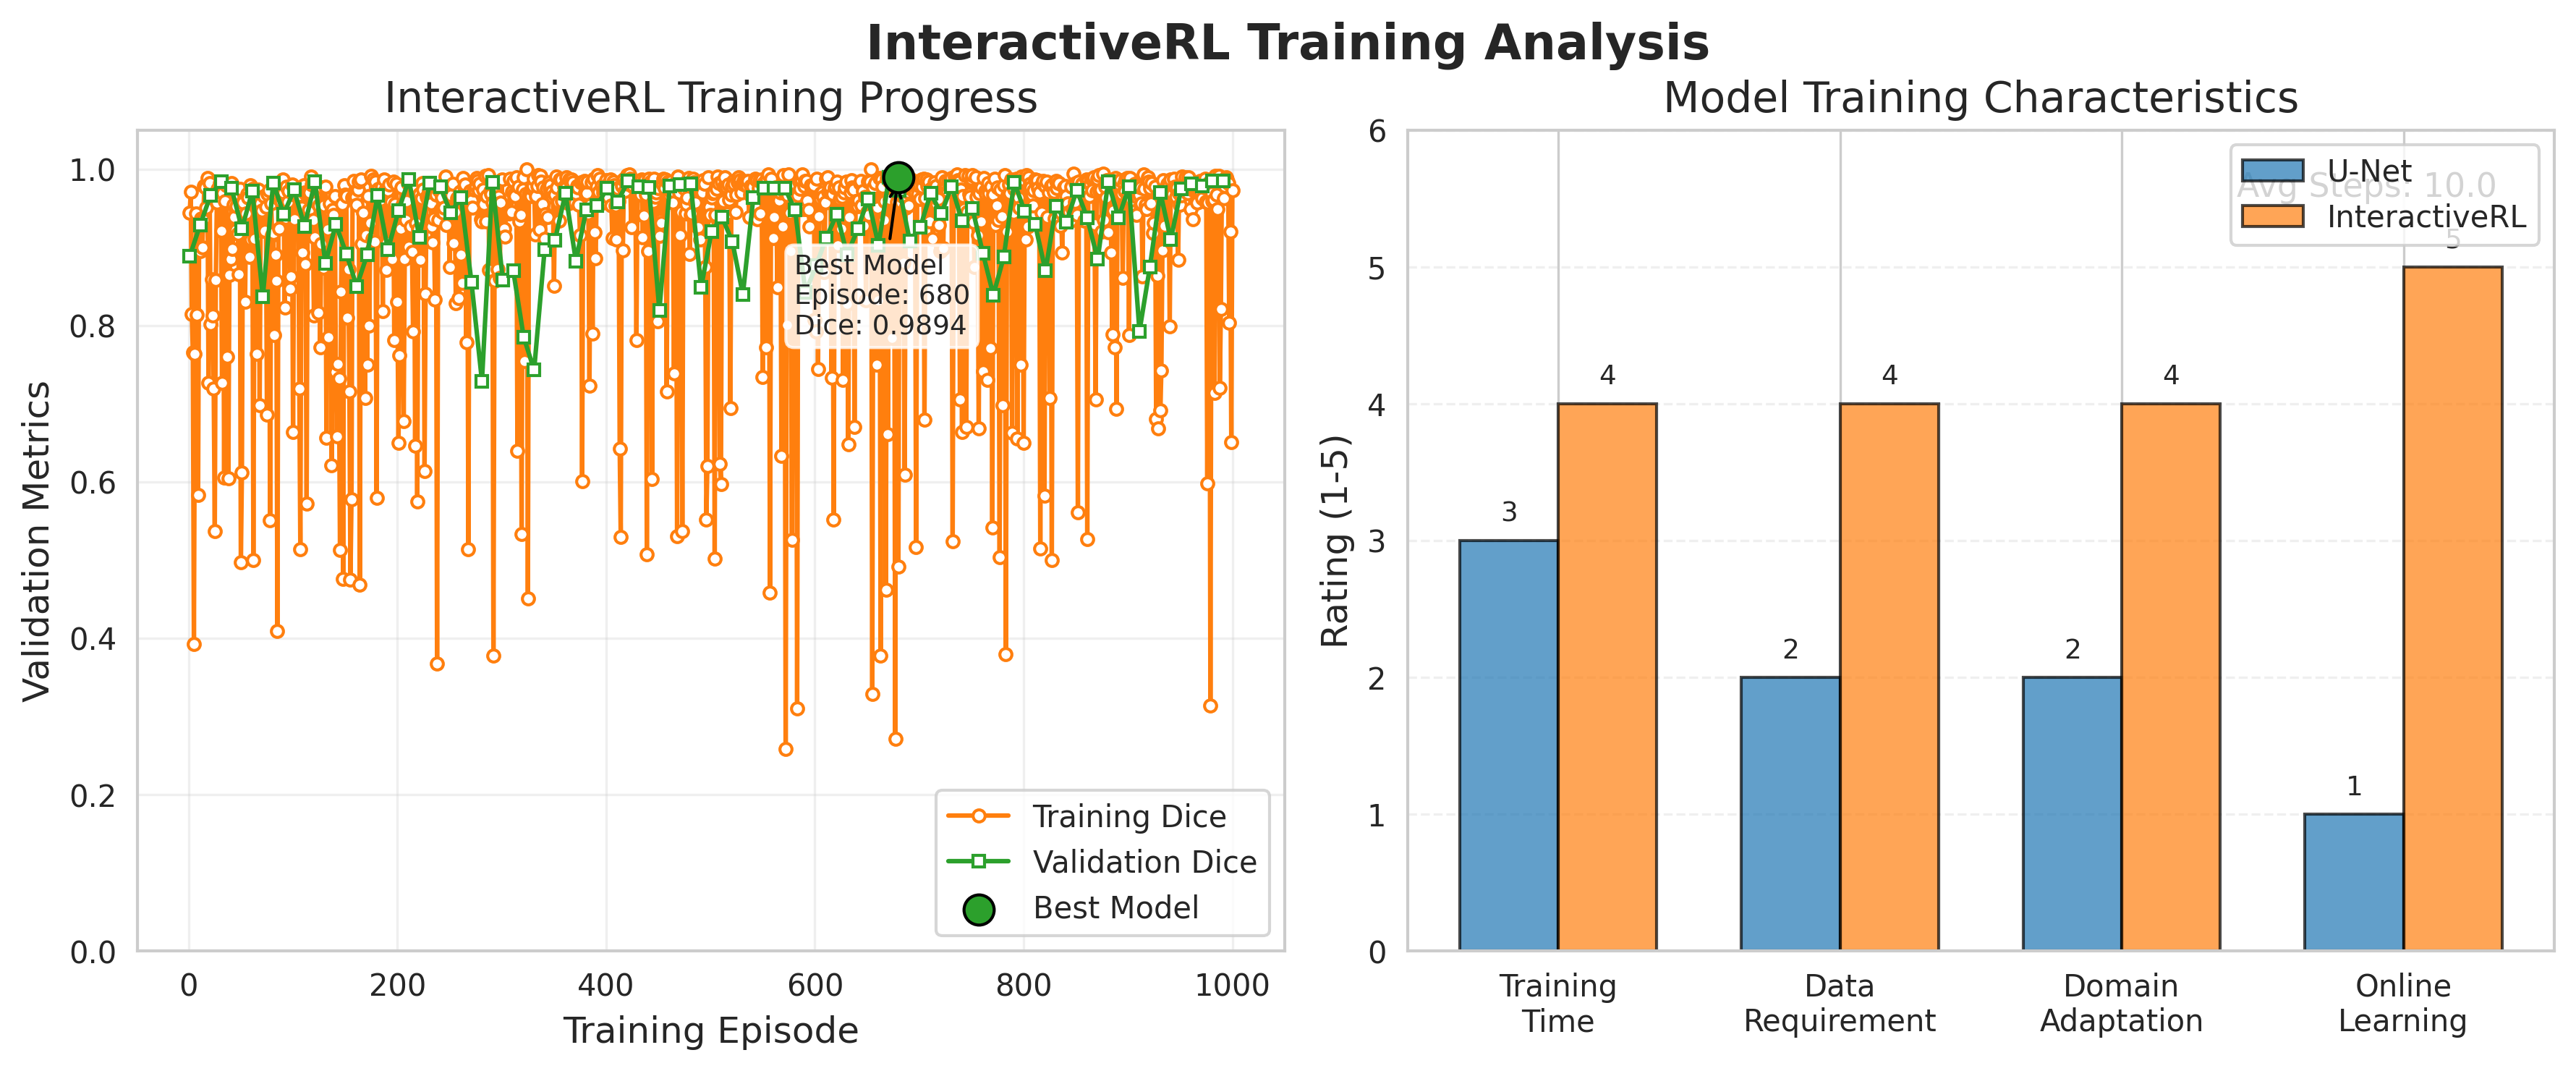 InteractiveRL Training Analysis
InteractiveRL Training Progress
Validation Metrics
1.0
0.8
0.6
0.4
0.2
0.0
0
200
400
600
800
1000
Training Episode
Best Model
Episode: 680
Dice: 0.9894
Training Dice
Validation Dice
Best Model
Model Training Characteristics
Rating (1-5)
6
5
4
3
2
1
0
U-Net
Avg Steps: 10.0
InteractiveRL
3
4
2
4
2
4
1
5
Training
Time
Data
Requirement
Domain
Adaptation
Online
Learning